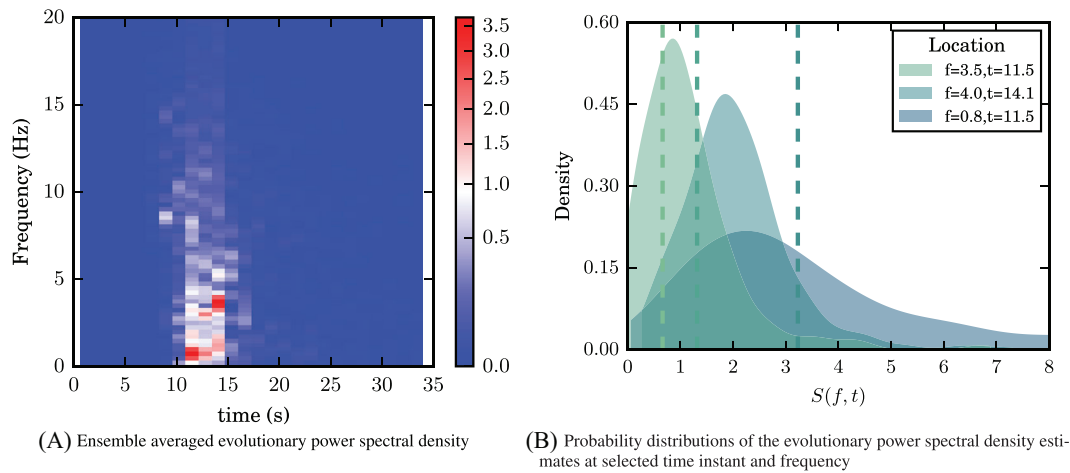 20
15
10
5
0
Frequency (Hz)
0 5 10 15 20 25 30 35
time (s)
3.5
3.0
2.5
2.0
1.5
1.0
0.5
0.0
(A) Ensemble averaged evolutionary power spectral density
0.60
0.45
0.30
0.15
0.00
Density
0 1 2 3 4 5 6 7 8
S(f, t)
Location
f=3.5,t=11.5
f=4.0,t=14.1
f=0.8,t=11.5
(B) Probability distributions of the evolutionary power spectral density esti-
mates at selected time instant and frequency